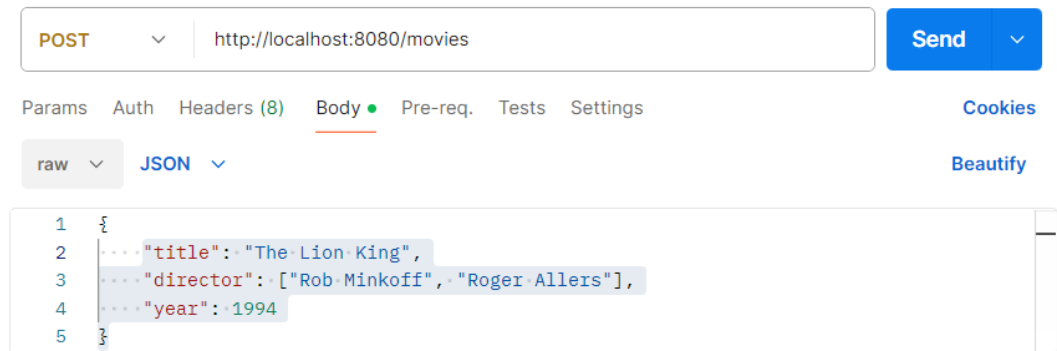 POST http://localhost:8080/movies Send
Params Auth Headers (8) Body Pre-req. Tests Settings Cookies
raw JSON Beautify
1 {
2 "title": "The Lion King",
3 "director": ["Rob Minkoff", "Roger Allers"],
4 "year": 1994
5 }